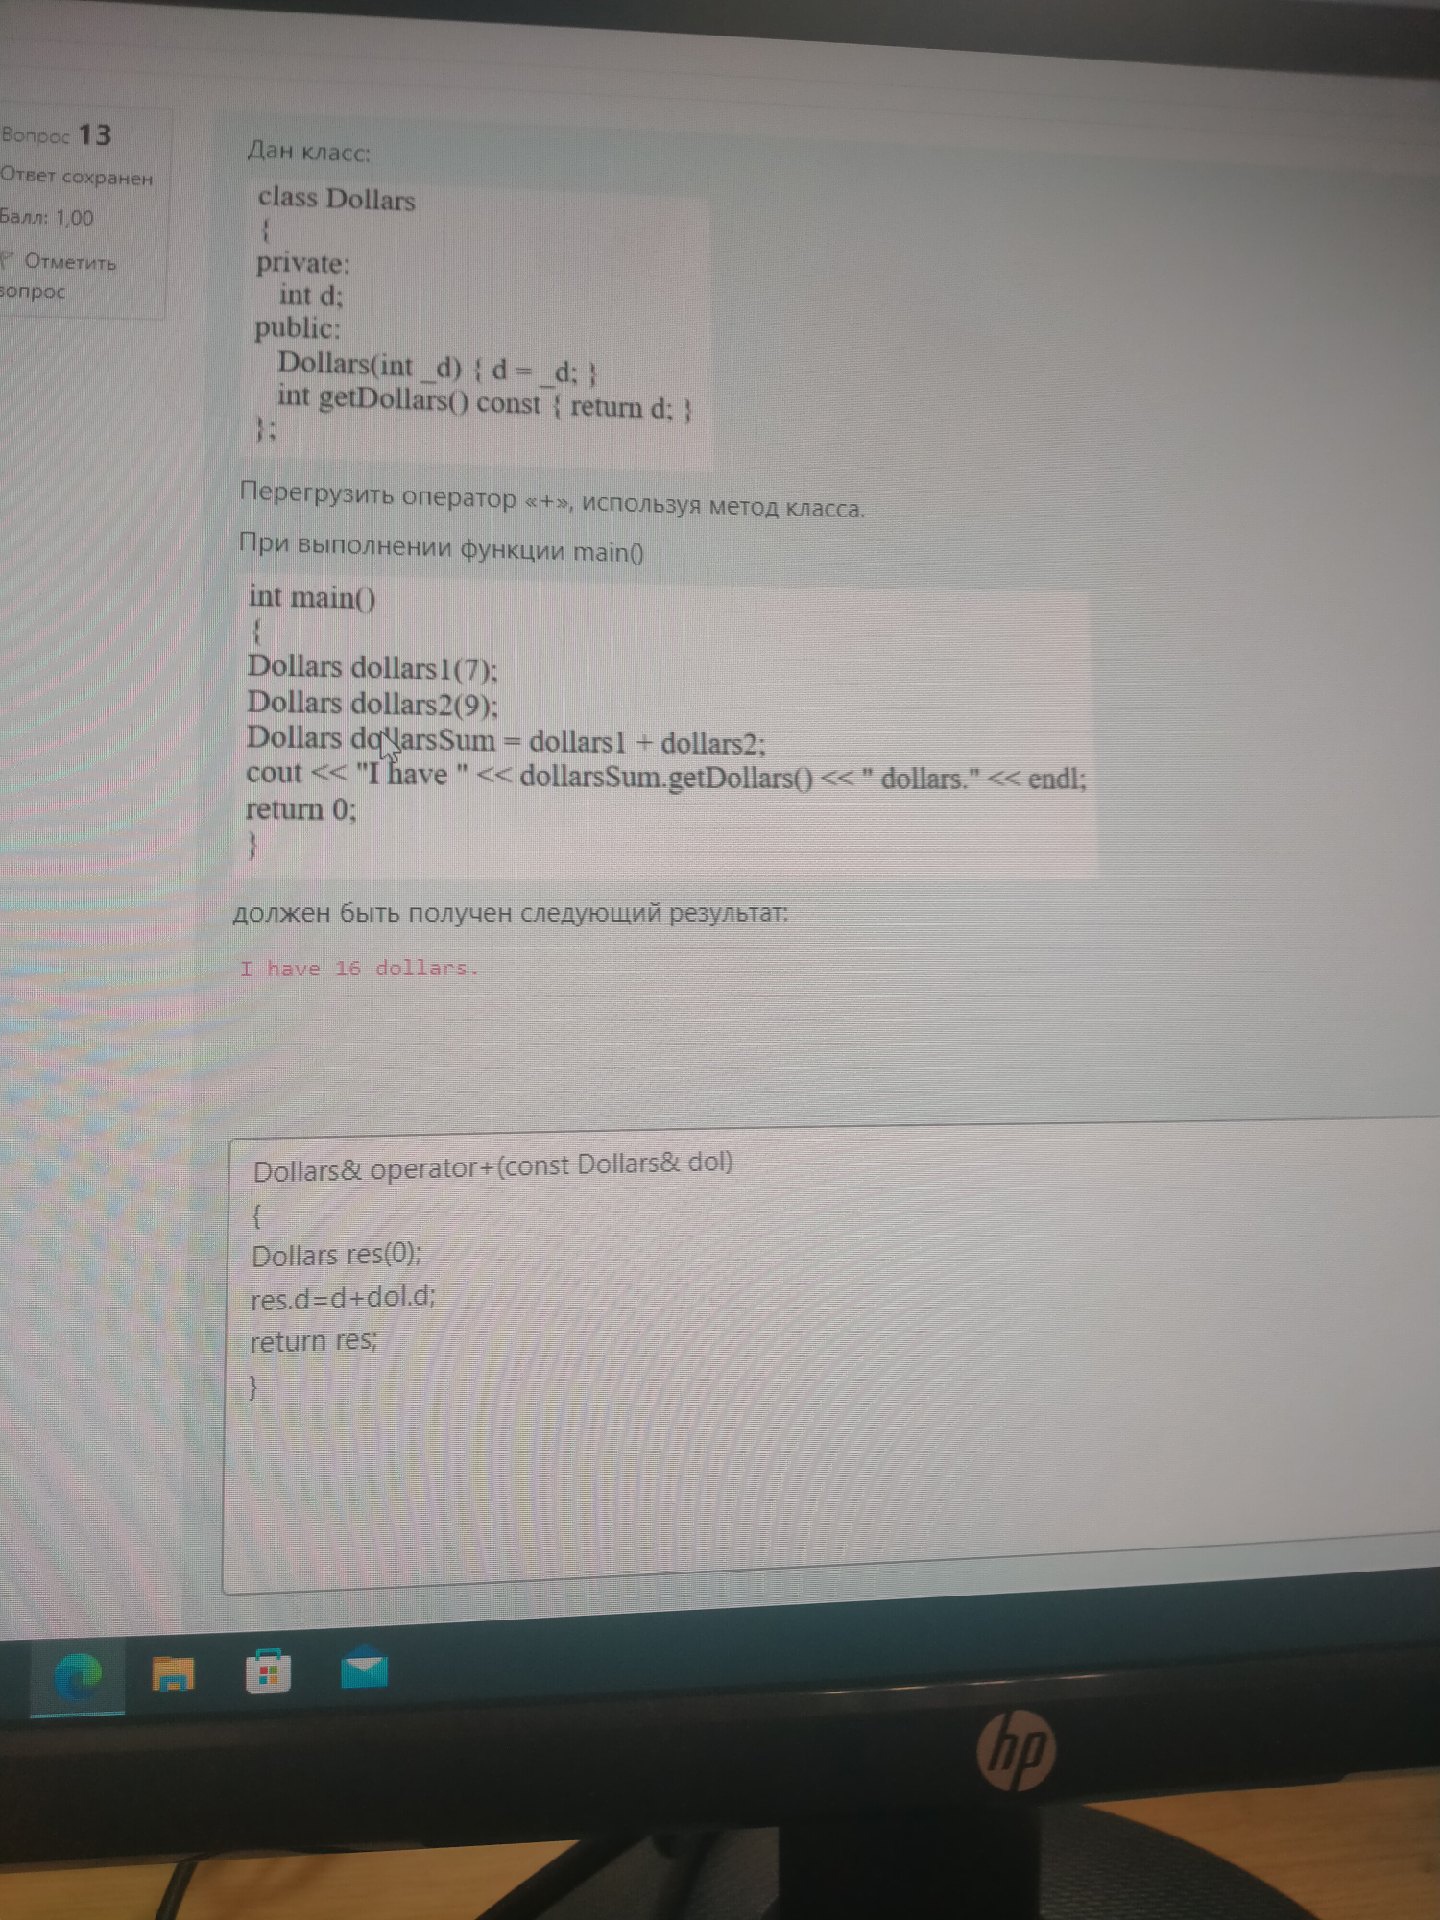 Вопрос 13
Ответ сохранен
Балл: 1,00
Отметить
вопрос
Дан класс:
class Dollars
{
private:
int d;
public:
Dollars(int _d) { d = _d; }
int getDollars() const { return d; }
};
Перегрузить оператор «+», используя метод класса.
При выполнении функции main()
int main()
{
Dollars dollars1(7);
Dollars dollars2(9);
Dollars dollarsSum = dollars1 + dollars2;
cout << "I have " << dollarsSum.getDollars() << " dollars." << endl;
return 0;
}
должен быть получен следующий результат:
I have 16 dollars.
Dollars& operator+(const Dollars& dol)
{
Dollars res(0);
res.d=d+dol.d;
return res;
}
hp